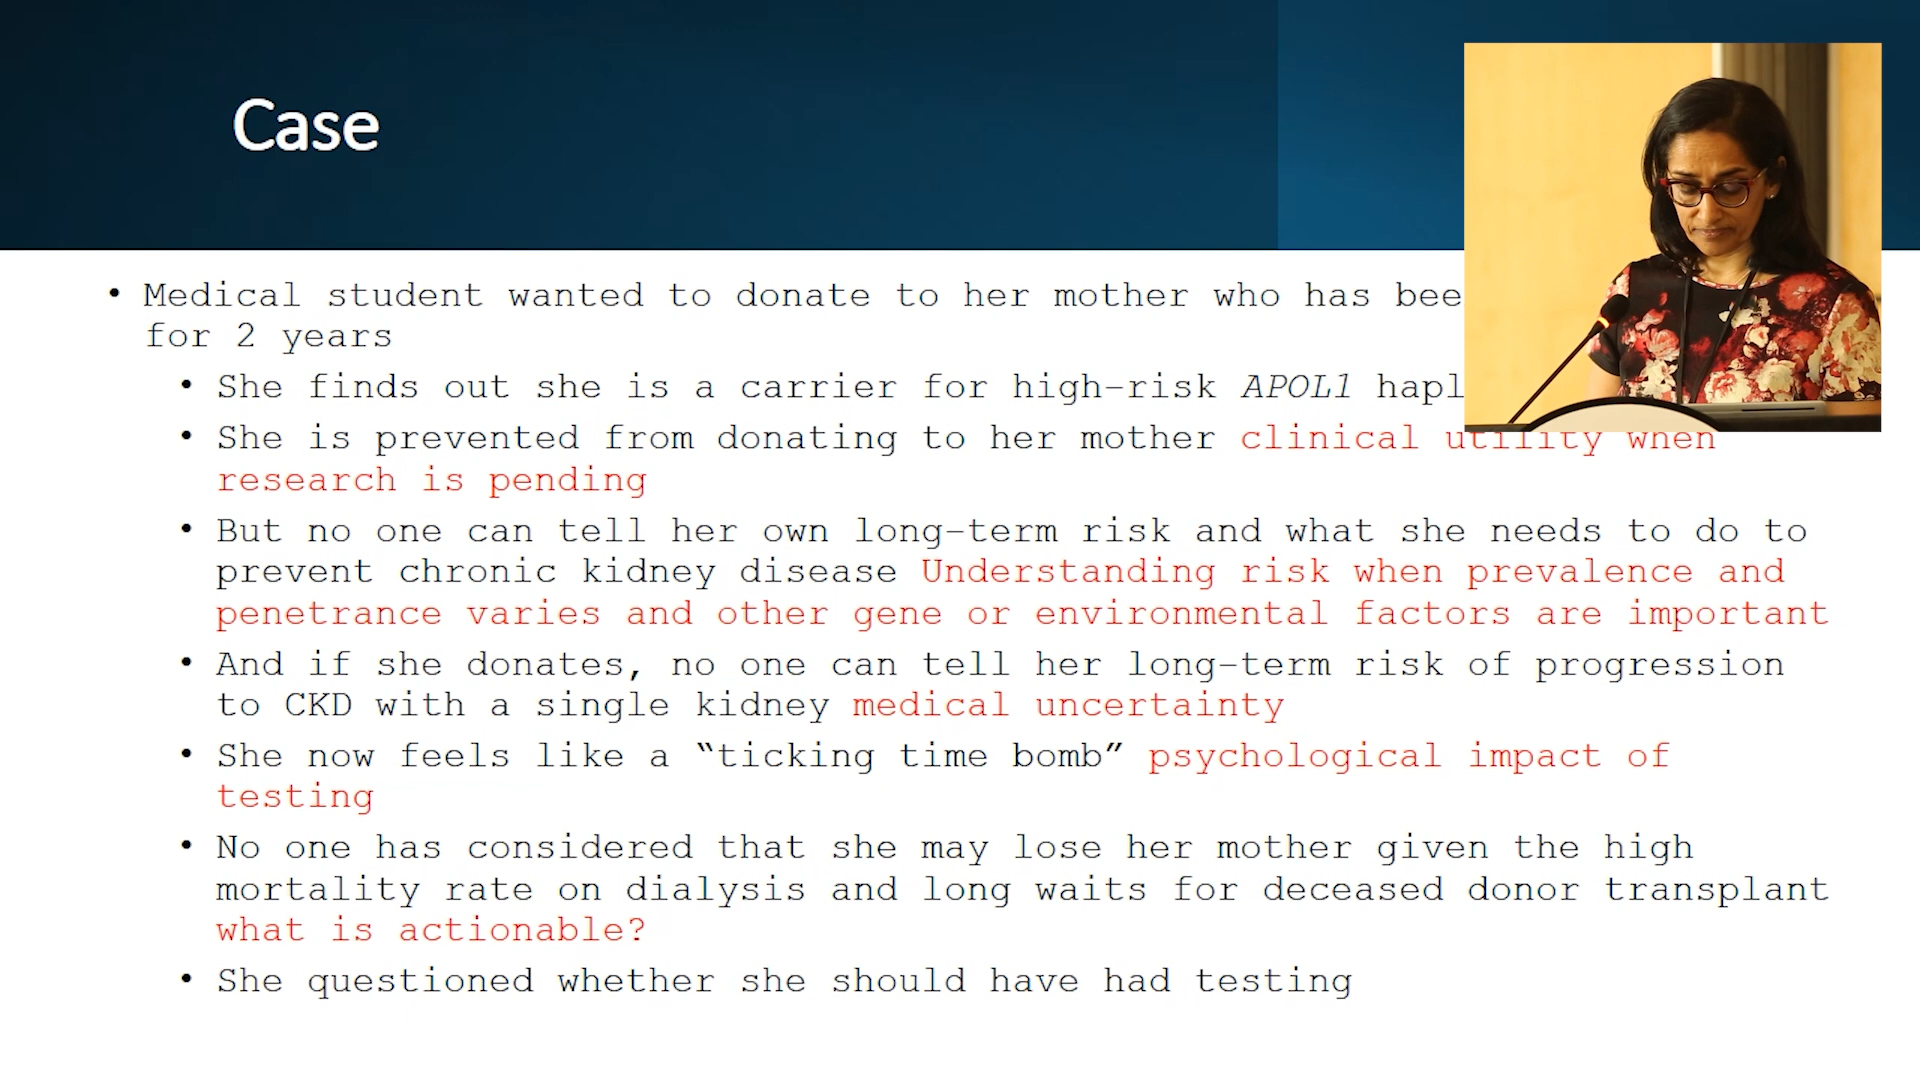 Case
• Medical student wanted to donate to her mother who has
for 2 years
• She finds out she is a carrier for high-risk APOL1
• She is prevented from donating to her mother clinical utility when
research is pending
• But no one can tell her own long-term risk and what she needs to do to
prevent chronic kidney disease Understanding risk when prevalence and
penetrance varies and other gene or environmental factors are important
• And if she donates, no one can tell her long-term risk of progression
to CKD with a single kidney medical uncertainty
• She now feels like a “ticking time bomb” psychological impact of
testing
• No one has considered that she may lose her mother given the high
mortality rate on dialysis and long waits for deceased donor transplant
what is actionable?
• She questioned whether she should have had testing